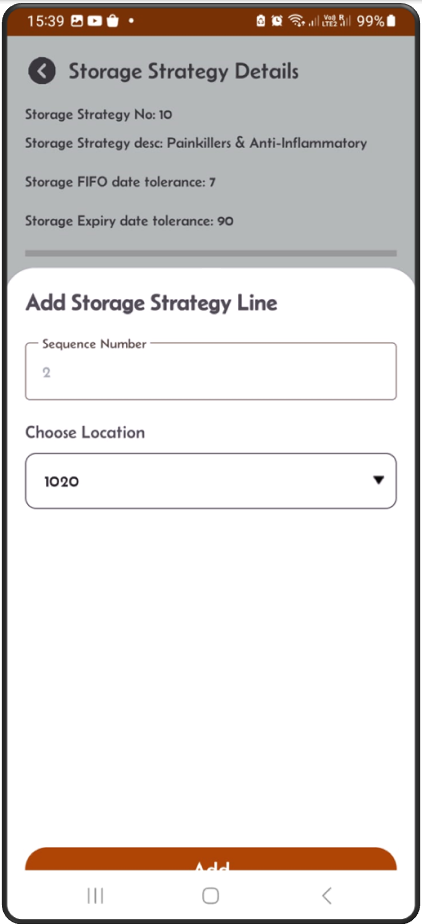 15:39
99%
Storage Strategy Details
Storage Strategy No: 10
Storage Strategy desc: Painkillers & Anti-Inflammatory
Storage FIFO date tolerance: 7
Storage Expiry date tolerance: 90
Add Storage Strategy Line
Sequence Number
2
Choose Location
1020
Add